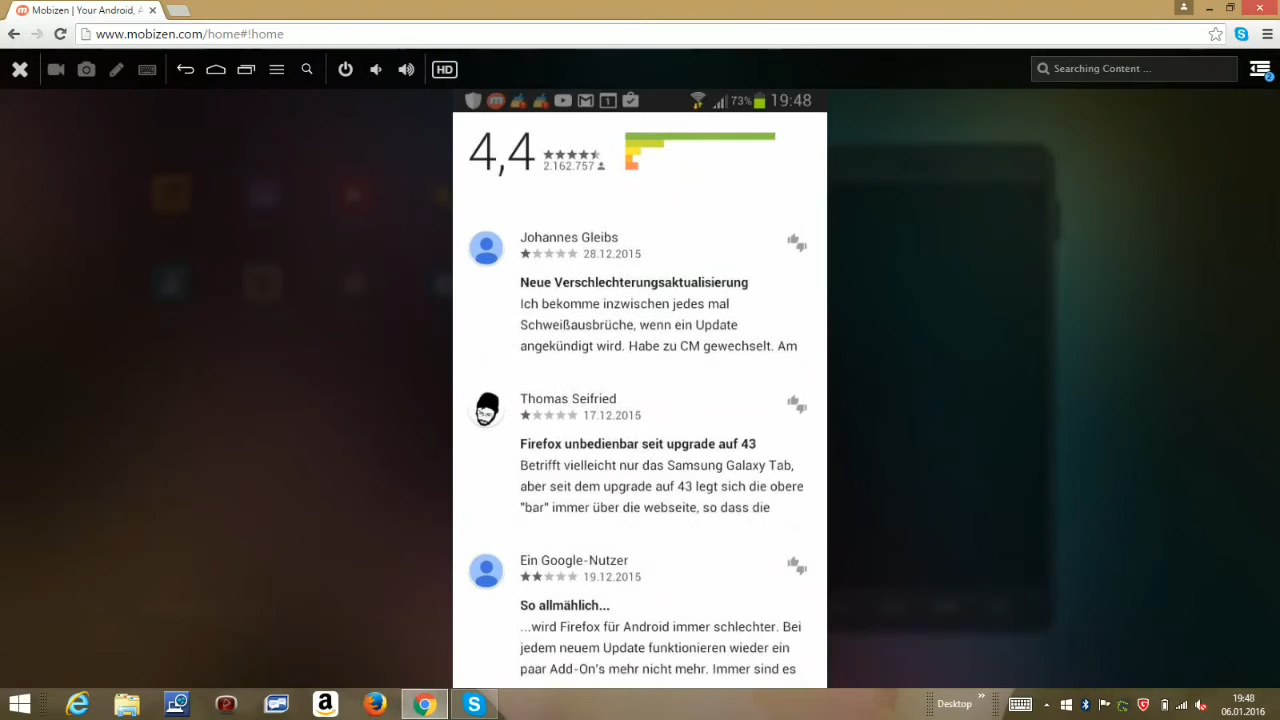 Mobizen | Your Android, A
www.mobizen.com/home#!home
HD
Searching Content ...
2
1
73%
19:48
4,4
2.162.757
Johannes Gleibs
28.12.2015
Neue Verschlechterungsaktualisierung
Ich bekomme inzwischen jedes mal
Schweißausbrüche, wenn ein Update
angekündigt wird. Habe zu CM gewechselt. Am
Thomas Seifried
17.12.2015
Firefox unbedienbar seit upgrade auf 43
Betrifft vielleicht nur das Samsung Galaxy Tab,
aber seit dem upgrade auf 43 legt sich die obere
"bar" immer über die webseite, so dass die
Ein Google-Nutzer
19.12.2015
So allmählich...
...wird Firefox für Android immer schlechter. Bei
jedem neuem Update funktionieren wieder ein
paar Add-On's mehr nicht mehr. Immer sind es
Desktop
19:48
06.01.2016